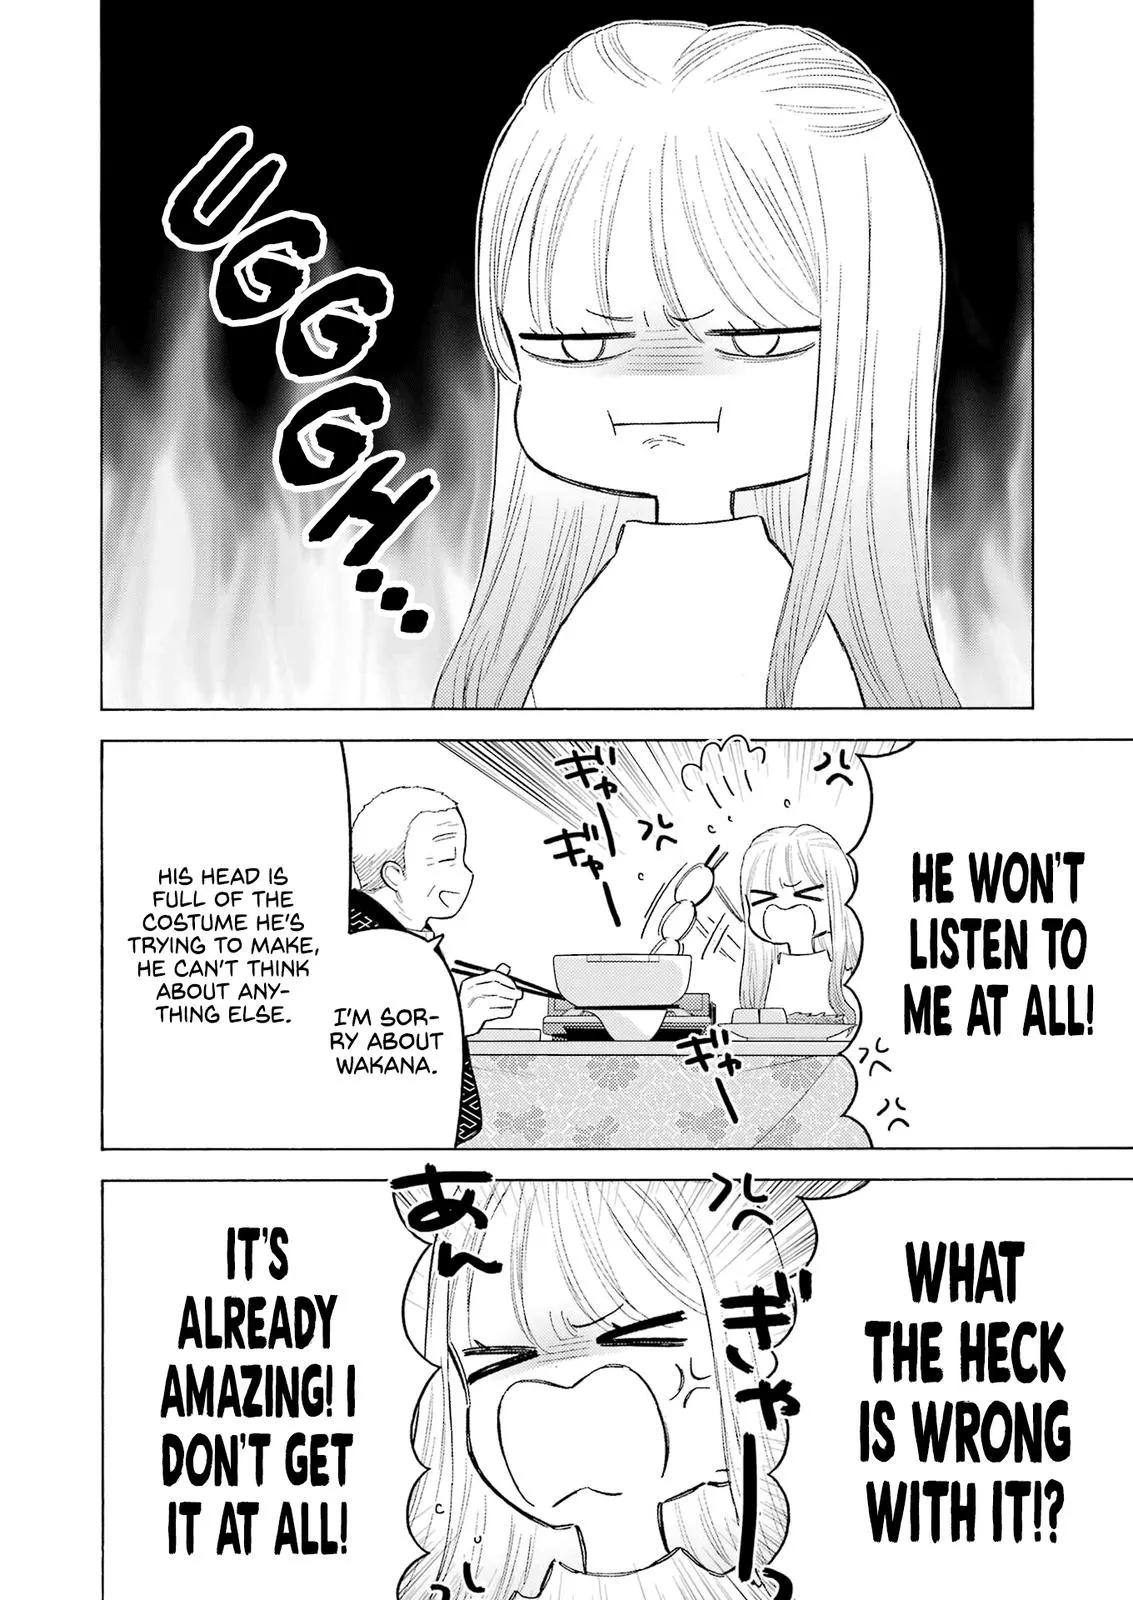 UGGGH...
HE WON'T
LISTEN TO
ME AT ALL!
ギャー
ギャー
ギャー
I'M SOR-
RY ABOUT
WAKANA.
HIS HEAD IS
FULL OF THE
COSTUME HE'S
TRYING TO MAKE,
HE CAN'T THINK
ABOUT ANY-
THING ELSE.
WHAT
THE HECK
IS WRONG
WITH IT!?
ぎゃー
あん
IT'S
ALREADY
AMAZING! I
DON'T GET
IT AT ALL!